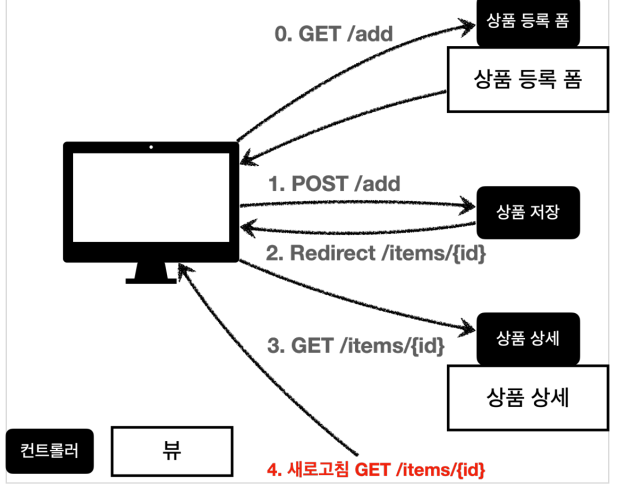 상품 등록 폼
0. GET /add
상품 등록 폼
1. POST /add
상품 저장
2. Redirect /items/{id}
상품 상세
3. GET /items/{id}
상품 상세
컨트롤러
뷰
4. 새로고침 GET /items/{id}